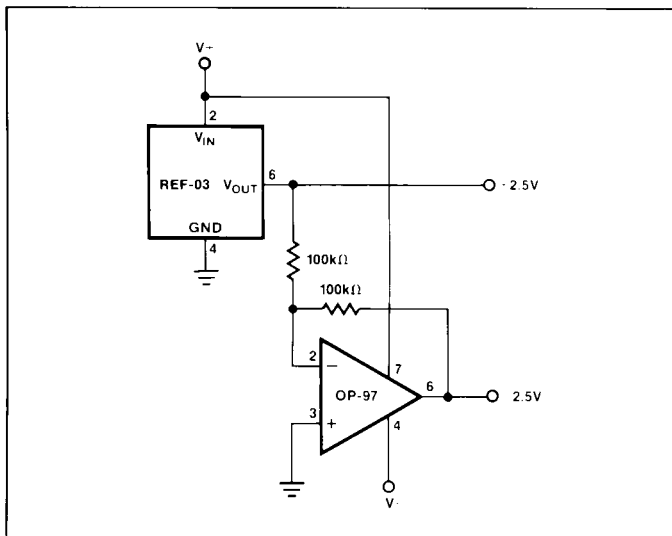 V+
2
VIN
REF-03 VOUT 6
GND
4
- 2.5V
100kΩ
100kΩ
2 −
7
OP-97 6
3 +
4
2.5V
V